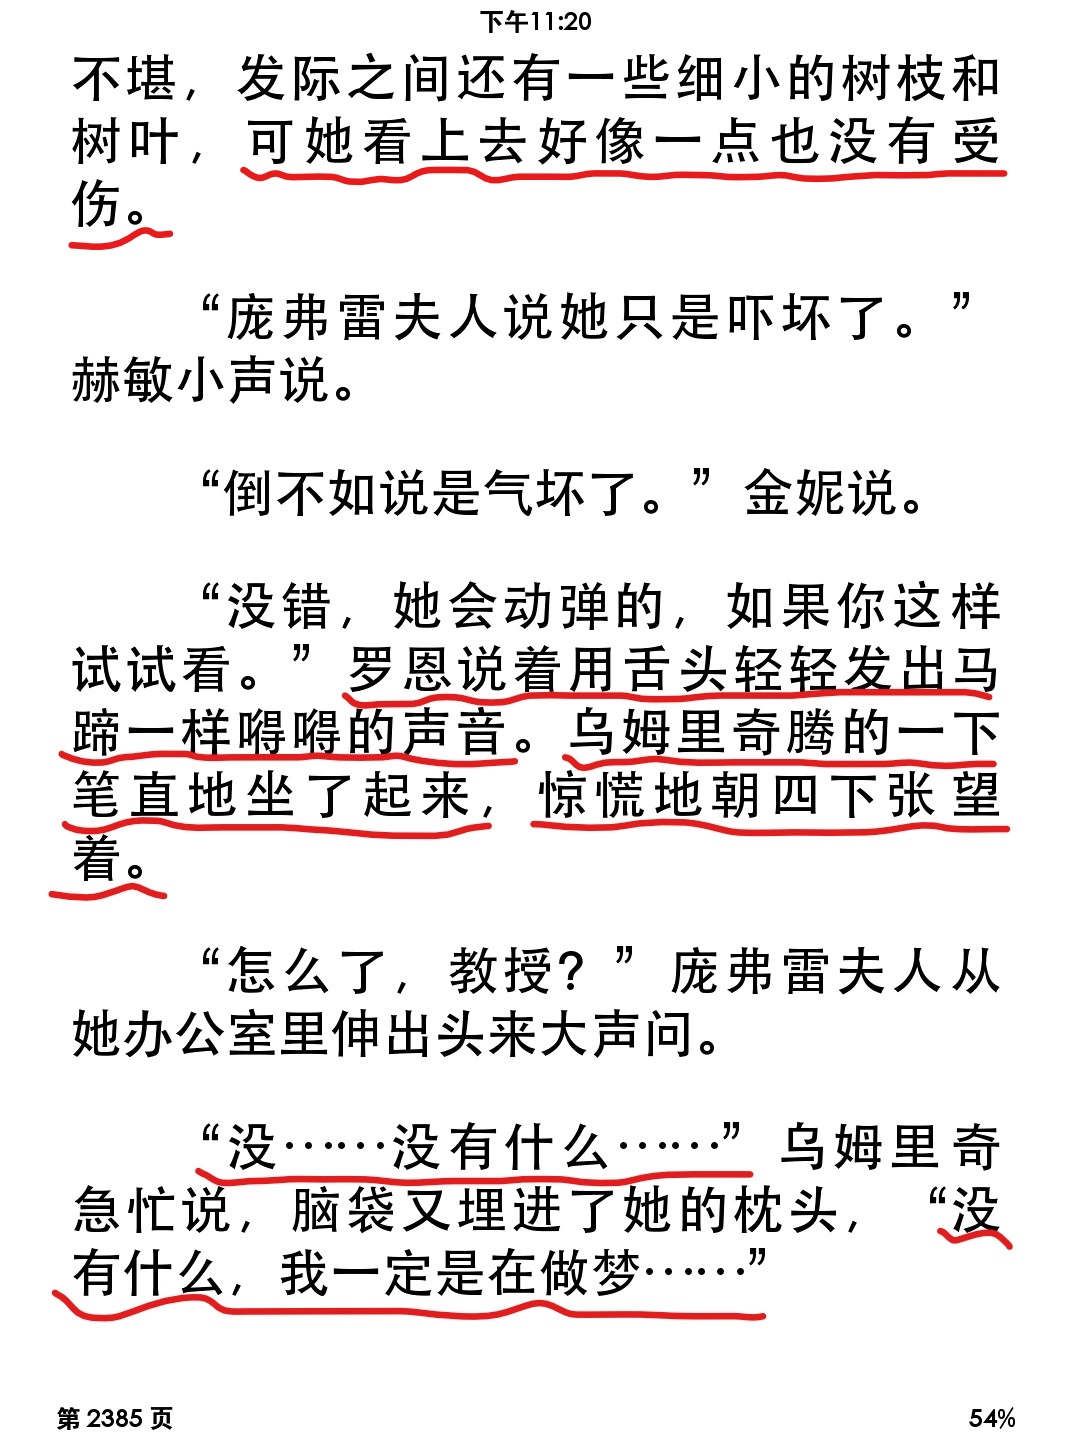 下午11:20
不堪，发际之间还有一些细小的树枝和
树叶，可她看上去好像一点也没有受
伤。
“庞弗雷夫人说她只是吓坏了。”
赫敏小声说。
“倒不如说是气坏了。”金妮说。
“没错，她会动弹的，如果你这样
试试看。”罗恩说着用舌头轻轻发出马
蹄一样嘚嘚的声音。乌姆里奇腾的一下
笔直地坐了起来，惊慌地朝四下张望
着。
“怎么了，教授？”庞弗雷夫人从
她办公室里伸出头来大声问。
“没……没有什么……”乌姆里奇
急忙说，脑袋又埋进了她的枕头，“没
有什么，我一定是在做梦……”
第 2385 页
54%